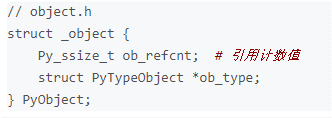 // object.h
struct _object {
    Py_ssize_t ob_refcnt;  # 引用计数值
    struct PyTypeObject *ob_type;
} PyObject;